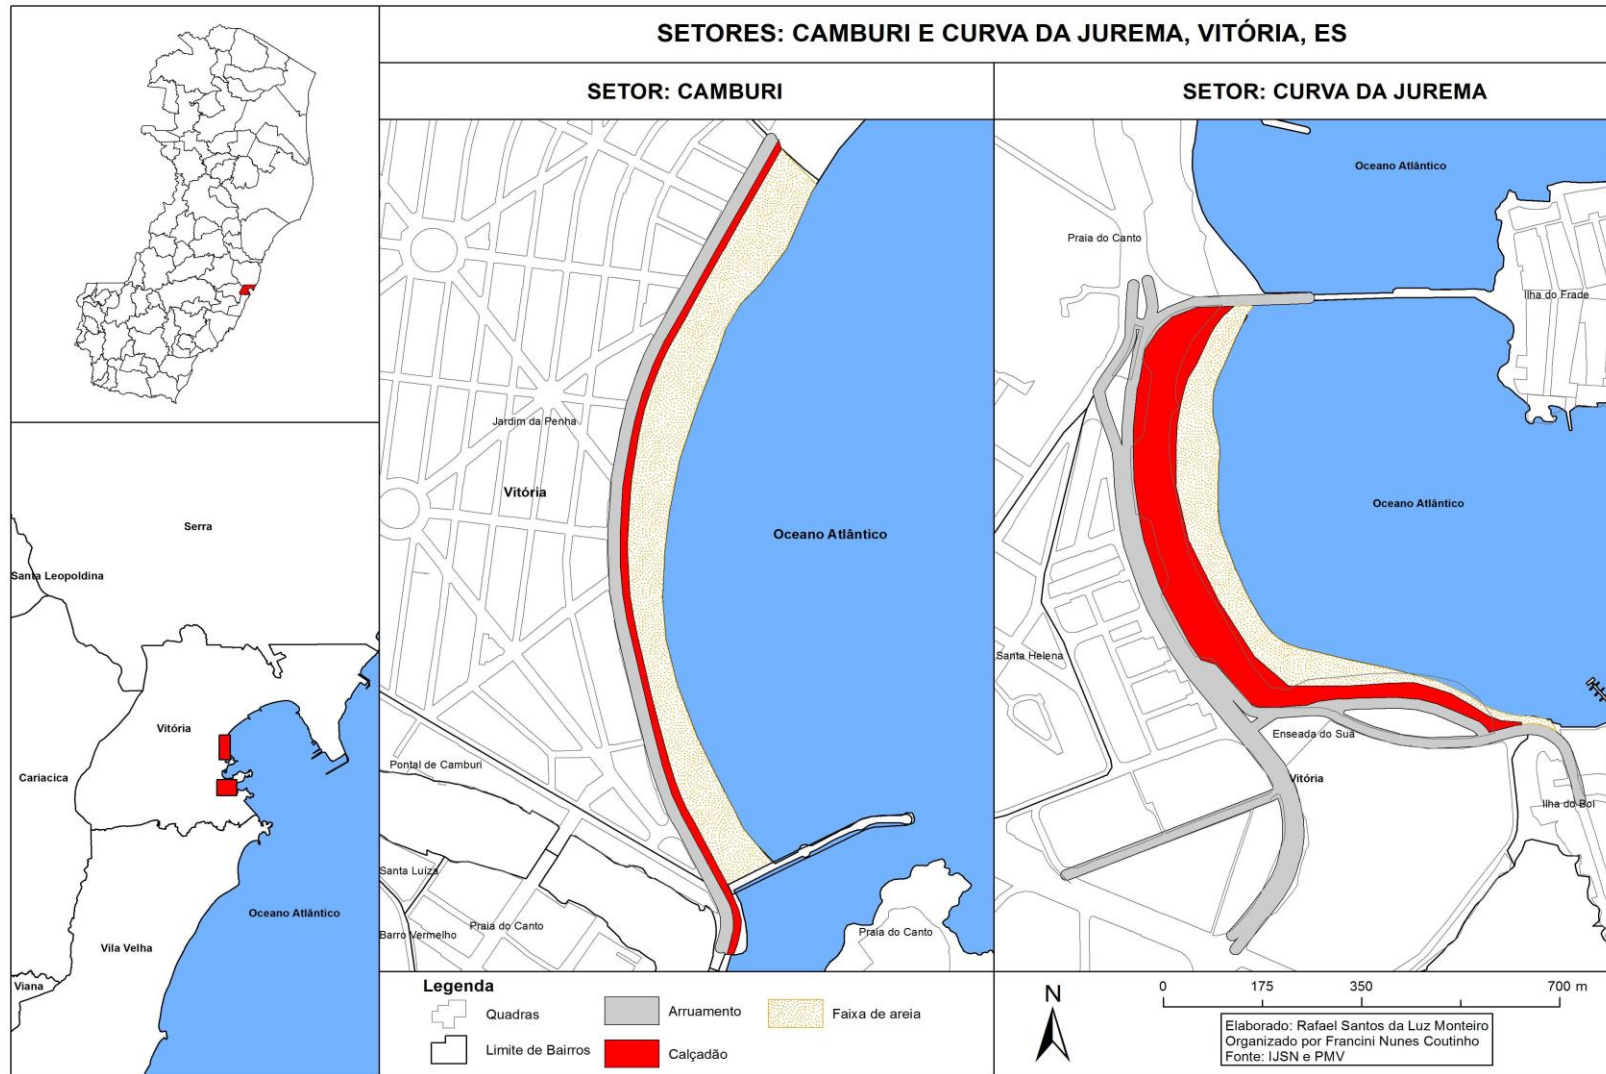 SETORES: CAMBURI E CURVA DA JUREMA, VITÓRIA, ES
SETOR: CAMBURI
SETOR: CURVA DA JUREMA
Serra
Santa Leopoldina
Vitória
Cariacica
Oceano Atlântico
Vila Velha
Viana
Jardim da Penha
Vitória
Oceano Atlântico
Pontal de Camburi
Santa Luíza
Barro Vermelho
Praia do Canto
Praia do Canto
Oceano Atlântico
Praia do Canto
Ilha do Frade
Oceano Atlântico
Santa Helena
Enseada do Suá
Vitória
Ilha do Boi
Legenda
Quadras
Limite de Bairros
Arruamento
Calçadão
Faixa de areia
N
0 175 350 700 m
Elaborado: Rafael Santos da Luz Monteiro
Organizado por Francini Nunes Coutinho
Fonte: IJSN e PMV